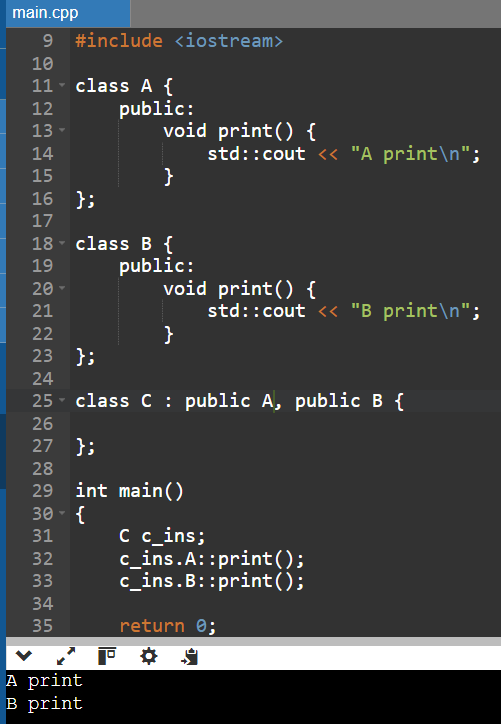 main.cpp
9 #include <iostream>
10
11 class A {
12     public:
13         void print() {
14             std::cout << "A print\n";
15         }
16 };
17
18 class B {
19     public:
20         void print() {
21             std::cout << "B print\n";
22         }
23 };
24
25 class C : public A, public B {
26
27 };
28
29 int main()
30 {
31     C c_ins;
32     c_ins.A::print();
33     c_ins.B::print();
34
35     return 0;
A print
B print